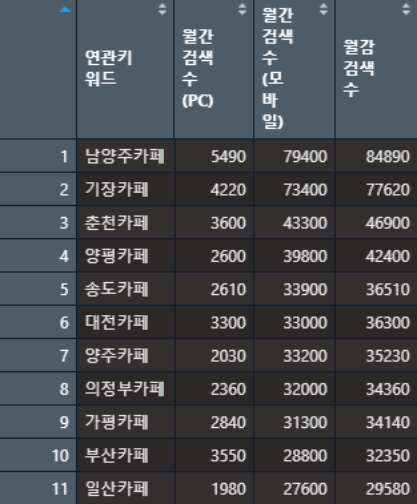 연관키워드 월간검색수(PC) 월간검색수(모바일) 월감검색수
1 남양주카페 5490 79400 84890
2 기장카페 4220 73400 77620
3 춘천카페 3600 43300 46900
4 양평카페 2600 39800 42400
5 송도카페 2610 33900 36510
6 대전카페 3300 33000 36300
7 양주카페 2030 33200 35230
8 의정부카페 2360 32000 34360
9 가평카페 2840 31300 34140
10 부산카페 3550 28800 32350
11 일산카페 1980 27600 29580